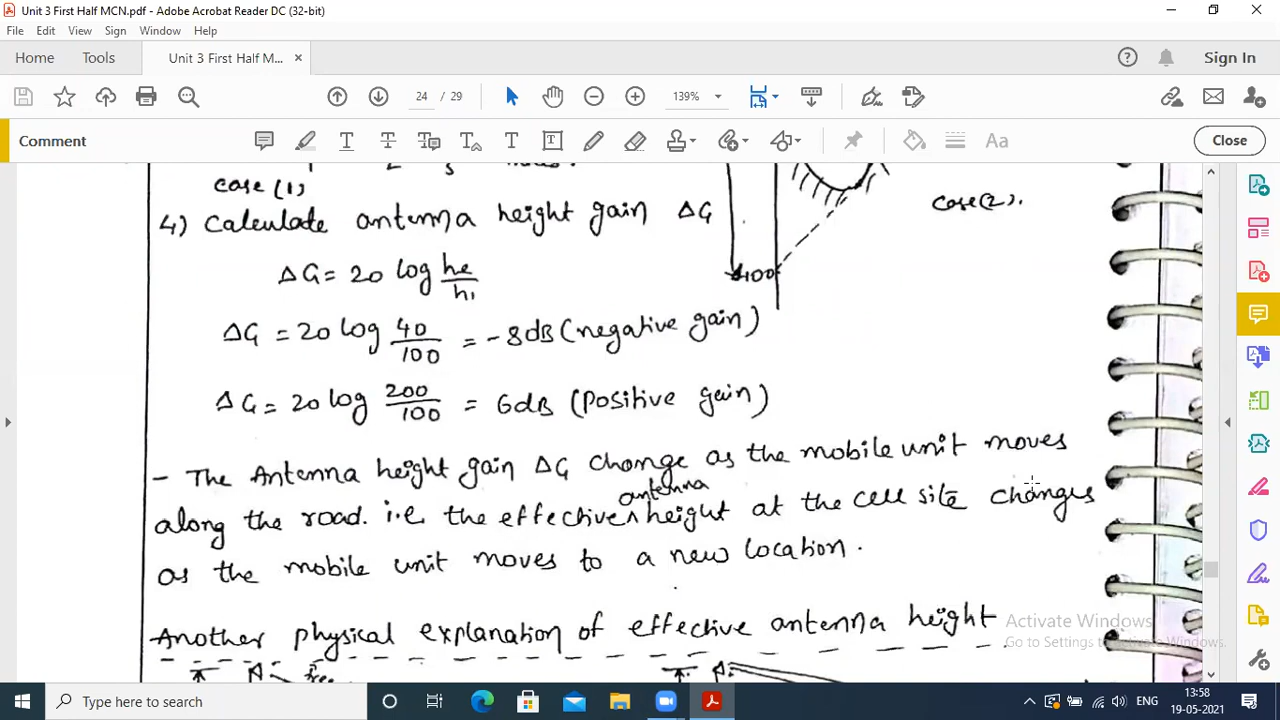 Unit 3 First Half MCN.pdf - Adobe Acrobat Reader DC (32-bit)
File Edit View Sign Window Help
Home Tools Unit 3 First Half M... × Sign In
24 / 29 139%
Comment Close
case (1)
case(2).
4) Calculate antenna height gain ΔG
100
ΔG = 20 log he/h1
ΔG = 20 log 40/100 = - 8dB (negative gain)
ΔG = 20 log 200/100 = 6dB (Positive gain)
- The Antenna height gain ΔG change as the mobile unit moves
along the road. i.e the effective antenna height at the cell site changes
as the mobile unit moves to a new location.
Another physical explanation of effective antenna height
Activate Windows
Go to Settings to activate Windows.
Type here to search
ENG
13:58
19-05-2021